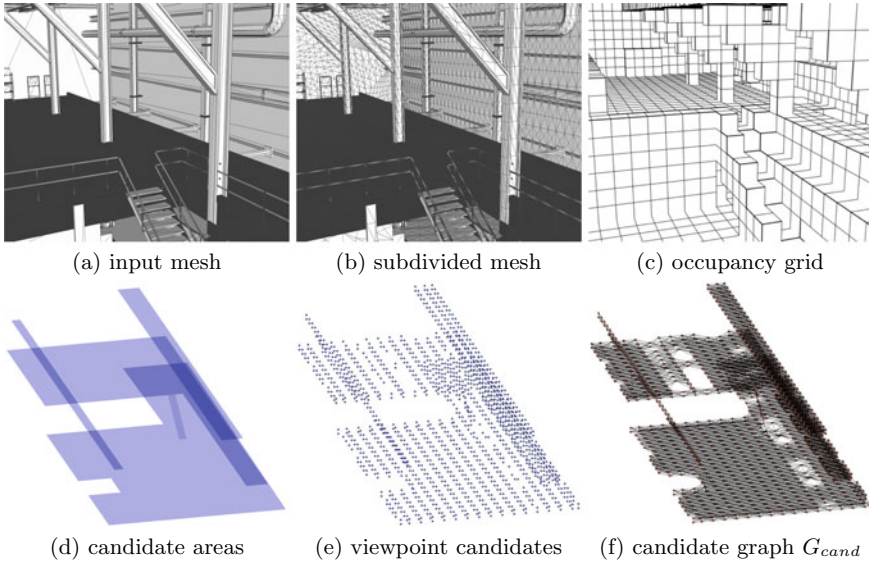 (a) input mesh
(b) subdivided mesh
(c) occupancy grid
(d) candidate areas
(e) viewpoint candidates
(f) candidate graph G_cand